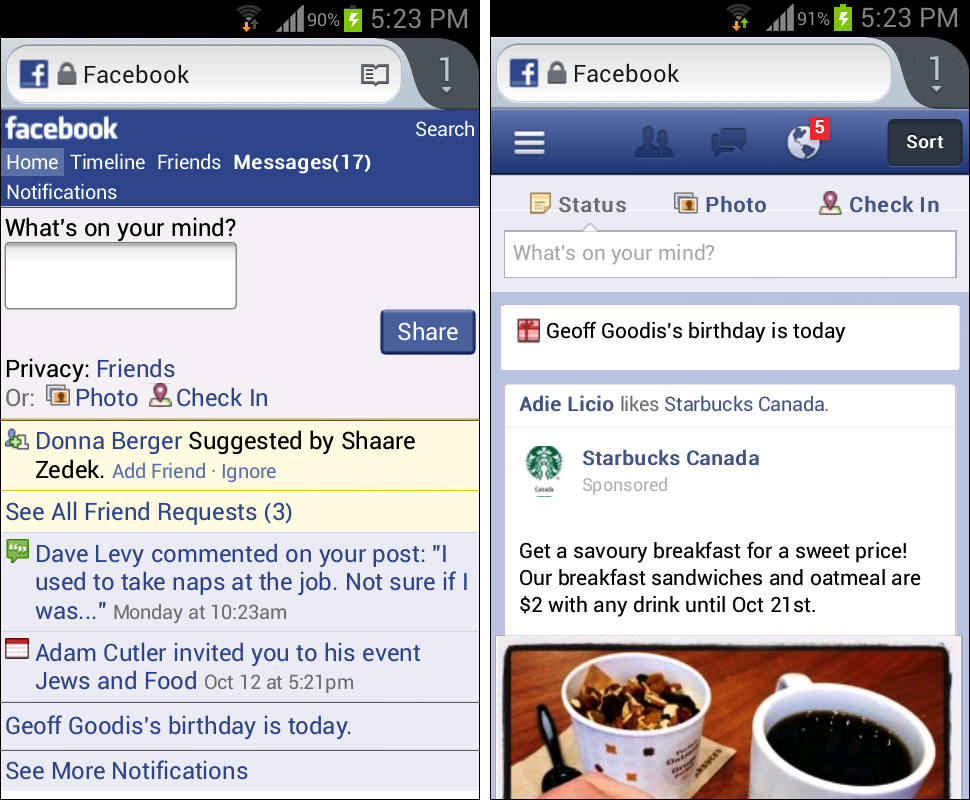 90% 5:23 PM
Facebook
1
facebook
Search
Home Timeline Friends Messages(17)
Notifications
What's on your mind?
Share
Privacy: Friends
Or: Photo Check In
Donna Berger Suggested by Shaare
Zedek. Add Friend · Ignore
See All Friend Requests (3)
Dave Levy commented on your post: "I
used to take naps at the job. Not sure if I
was..." Monday at 10:23am
Adam Cutler invited you to his event
Jews and Food Oct 12 at 5:21pm
Geoff Goodis's birthday is today.
See More Notifications
91% 5:23 PM
Facebook
1
5
Sort
Status Photo Check In
What's on your mind?
Geoff Goodis's birthday is today
Adie Licio likes Starbucks Canada.
Starbucks Canada
Sponsored
Canada
Get a savoury breakfast for a sweet price!
Our breakfast sandwiches and oatmeal are
$2 with any drink until Oct 21st.